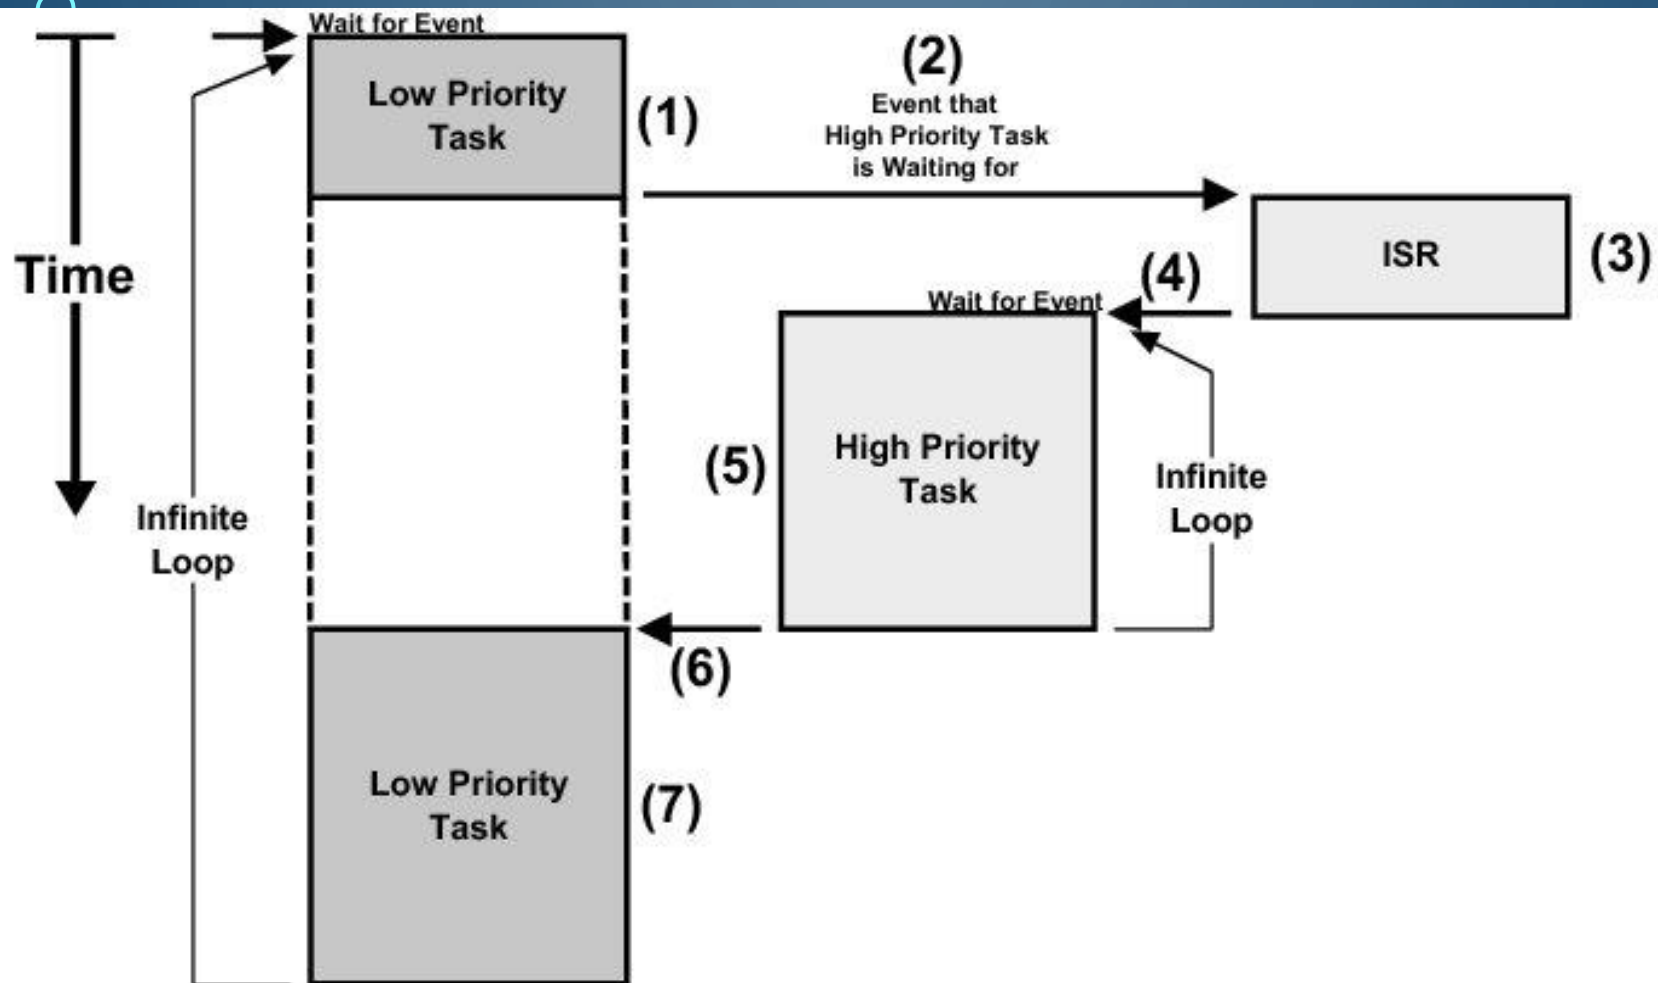 Wait for Event
Low Priority
Task
(1)
(2)
Event that
High Priority Task
is Waiting for
ISR
(3)
Time
(4)
Wait for Event
High Priority
Task
(5)
Infinite
Loop
Infinite
Loop
(6)
Low Priority
Task
(7)